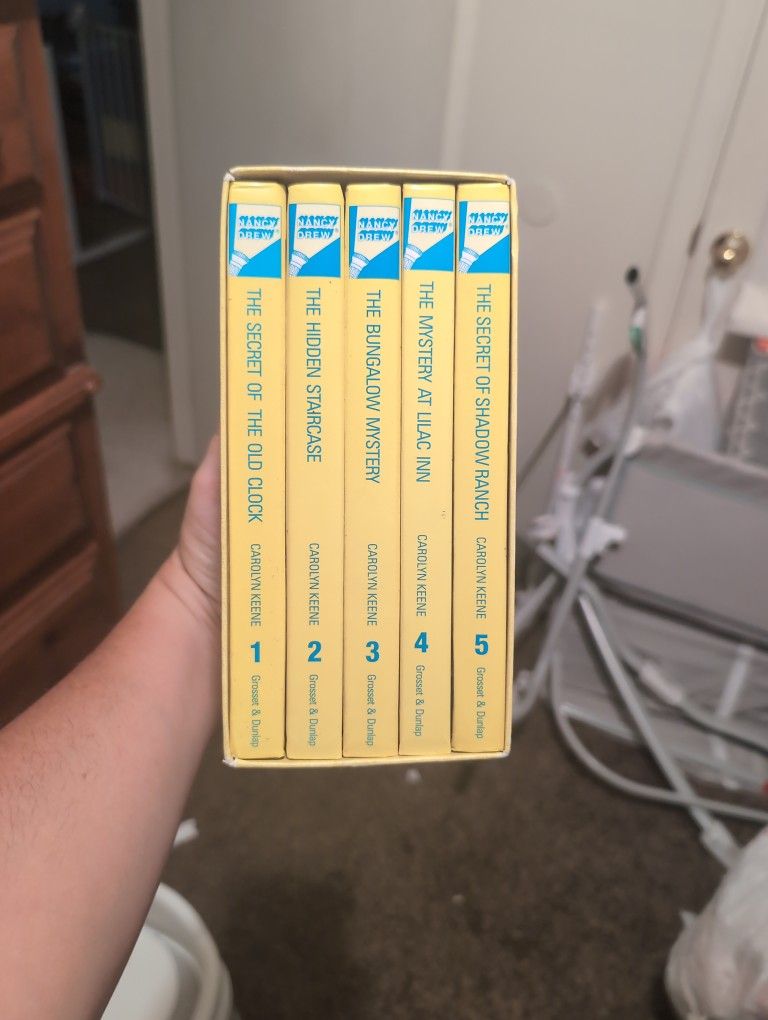 NANCY DREW
THE SECRET OF THE OLD CLOCK
CAROLYN KEENE
1
Grosset & Dunlap
NANCY DREW
THE HIDDEN STAIRCASE
CAROLYN KEENE
2
Grosset & Dunlap
NANCY DREW
THE BUNGALOW MYSTERY
CAROLYN KEENE
3
Grosset & Dunlap
NANCY DREW
THE MYSTERY AT LILAC INN
CAROLYN KEENE
4
Grosset & Dunlap
NANCY DREW
THE SECRET OF SHADOW RANCH
CAROLYN KEENE
5
Grosset & Dunlap